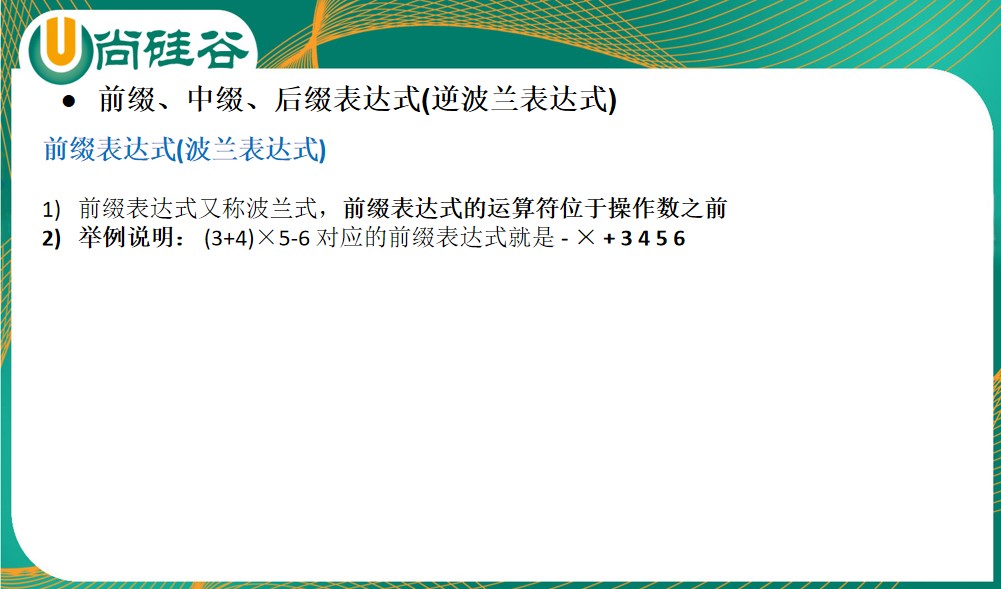 尚硅谷
● 前缀、中缀、后缀表达式(逆波兰表达式)
前缀表达式(波兰表达式)
1) 前缀表达式又称波兰式，前缀表达式的运算符位于操作数之前
2) 举例说明： (3+4)×5-6 对应的前缀表达式就是 - × + 3 4 5 6